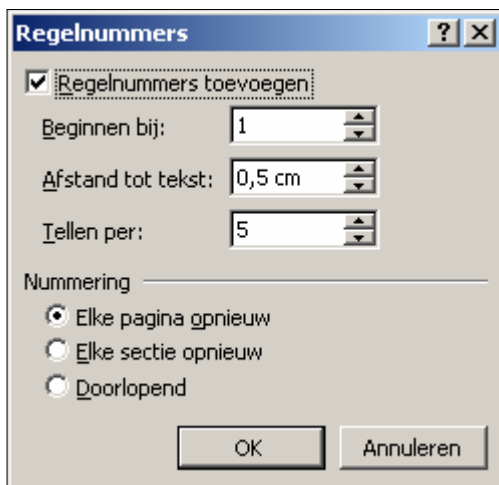 Regelnummers
Regelnummers toevoegen
Beginnen bij: 1
Afstand tot tekst: 0,5 cm
Tellen per: 5
Nummering
Elke pagina opnieuw
Elke sectie opnieuw
Doorlopend
OK Annuleren